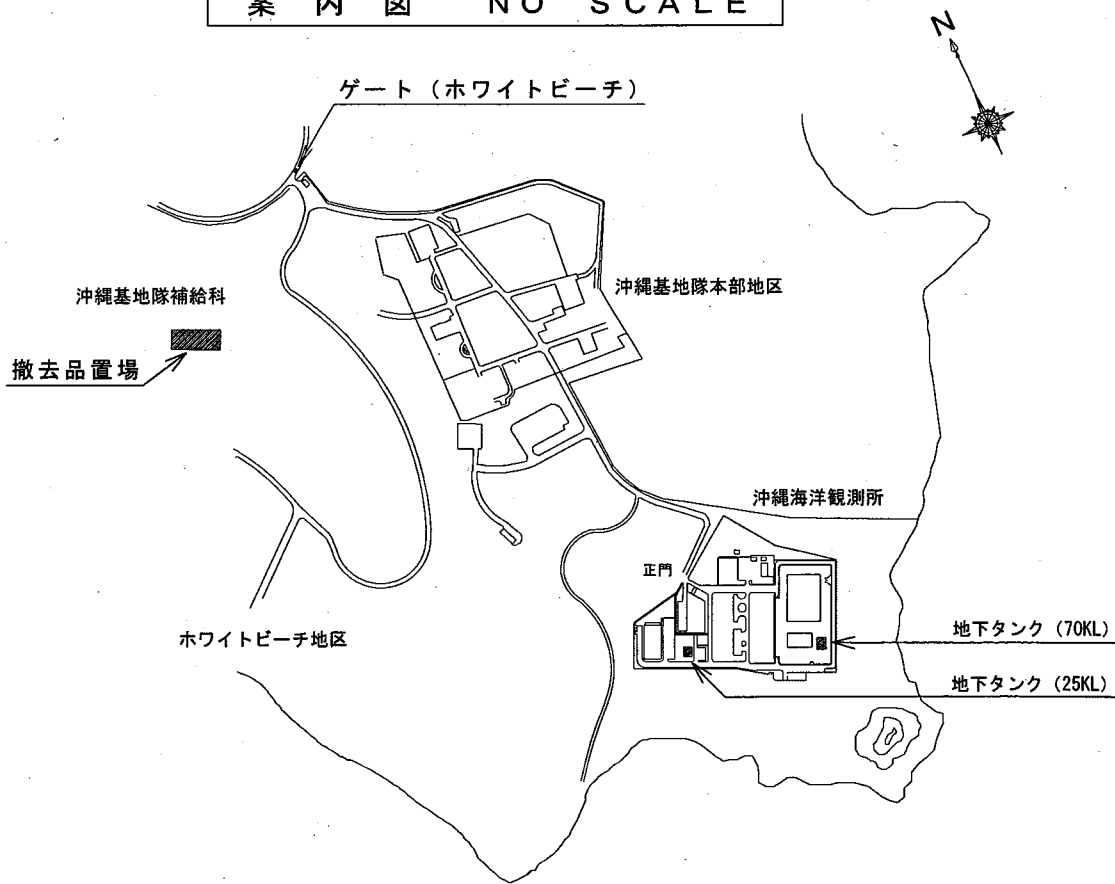 案内図 NO SCALE
N
ゲート（ホワイトビーチ）
沖縄基地隊補給科
沖縄基地隊本部地区
撤去品置場
沖縄海洋観測所
正門
ホワイトビーチ地区
地下タンク（70KL）
地下タンク（25KL）